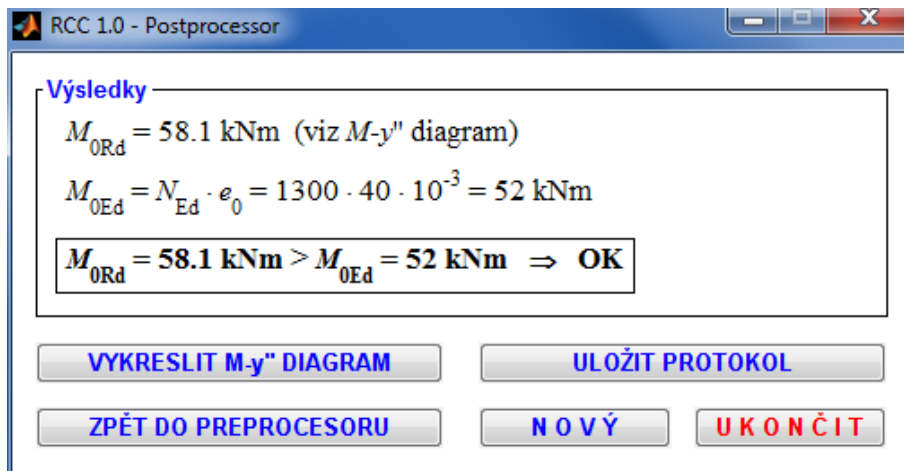 RCC 1.0 - Postprocessor
Výsledky
M0Rd = 58.1 kNm (viz M-y" diagram)
M0Ed = NEd · e0 = 1300 · 40 · 10-3 = 52 kNm
M0Rd = 58.1 kNm > M0Ed = 52 kNm ⇒ OK
VYKRESLIT M-y" DIAGRAM ULOŽIT PROTOKOL
ZPĚT DO PREPROCESORU N O V Ý U K O N Č I T